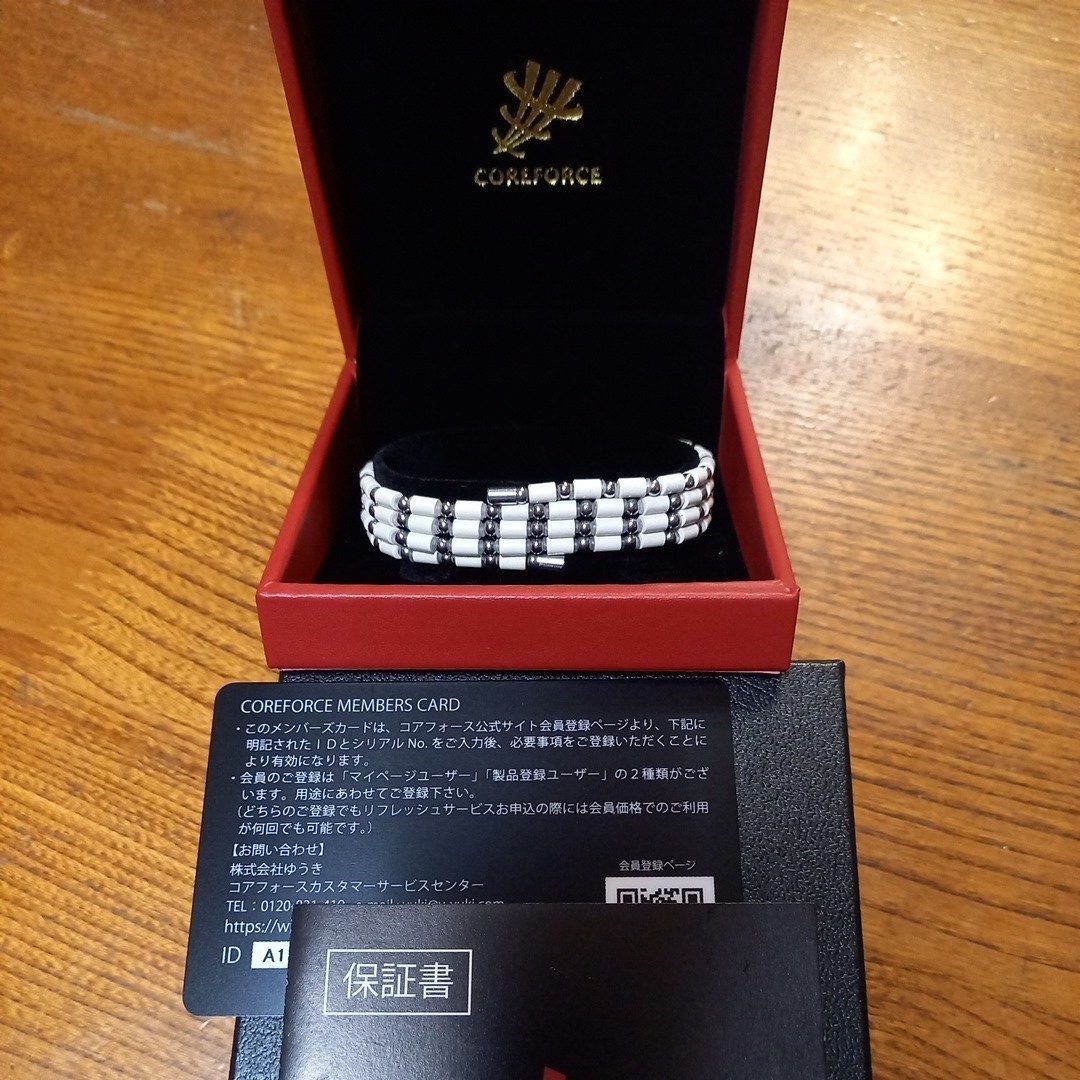 COREFORCE
COREFORCE MEMBERS CARD
・このメンバーズカードは、コアフォース公式サイト会員登録ページより、下記に
明記されたＩＤとシリアル No. をご入力後、必要事項をご登録いただくことに
より有効になります。
・会員のご登録は「マイページユーザー」「製品登録ユーザー」の２種類がござ
います。用途にあわせてご登録下さい。
（どちらのご登録でもリフレッシュサービスお申込の際には会員価格でのご利用
が何回でも可能です。）
【お問い合わせ】
株式会社ゆうき
コアフォースカスタマーサービスセンター
会員登録ページ
TEL：0120-821-410
https://w
ID A1
保証書